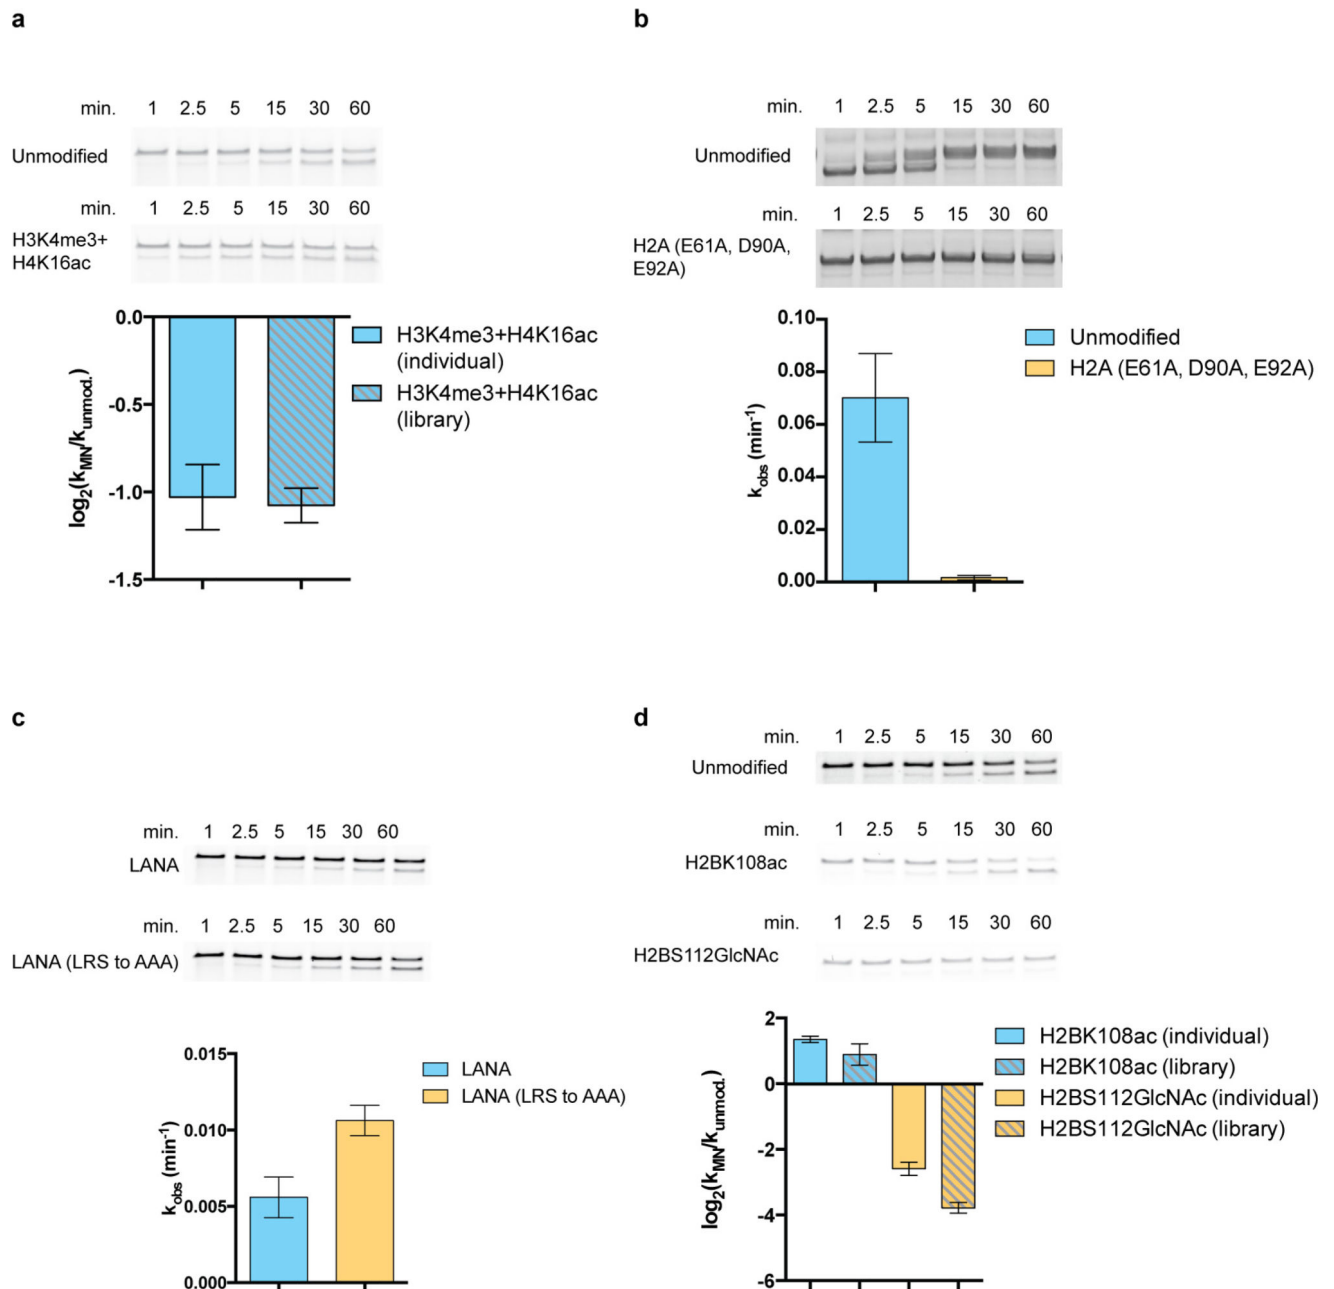 a
min. 1 2.5 5 15 30 60
Unmodified
min. 1 2.5 5 15 30 60
H3K4me3+
H4K16ac
0.0
-0.5
-1.0
-1.5
log2(kMN/kunmod.)
H3K4me3+H4K16ac
(individual)
H3K4me3+H4K16ac
(library)
b
min. 1 2.5 5 15 30 60
Unmodified
min. 1 2.5 5 15 30 60
H2A (E61A, D90A,
E92A)
0.10
0.08
0.06
0.04
0.02
0.00
kobs (min-1)
Unmodified
H2A (E61A, D90A, E92A)
c
min. 1 2.5 5 15 30 60
LANA
min. 1 2.5 5 15 30 60
LANA (LRS to AAA)
0.015
0.010
0.005
0.000
kobs (min-1)
LANA
LANA (LRS to AAA)
d
min. 1 2.5 5 15 30 60
Unmodified
min. 1 2.5 5 15 30 60
H2BK108ac
min. 1 2.5 5 15 30 60
H2BS112GlcNAc
2
0
-2
-4
-6
log2(kMN/kunmod.)
H2BK108ac (individual)
H2BK108ac (library)
H2BS112GlcNAc (individual)
H2BS112GlcNAc (library)